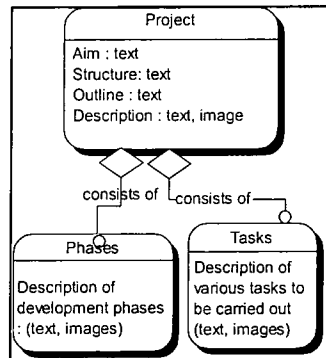 Project
Aim : text
Structure: text
Outline : text
Description : text, image
consists of
consists of
Phases
Description of
development phases
: (text, images)
Tasks
Description of
various tasks to
be carried out
(text, images)